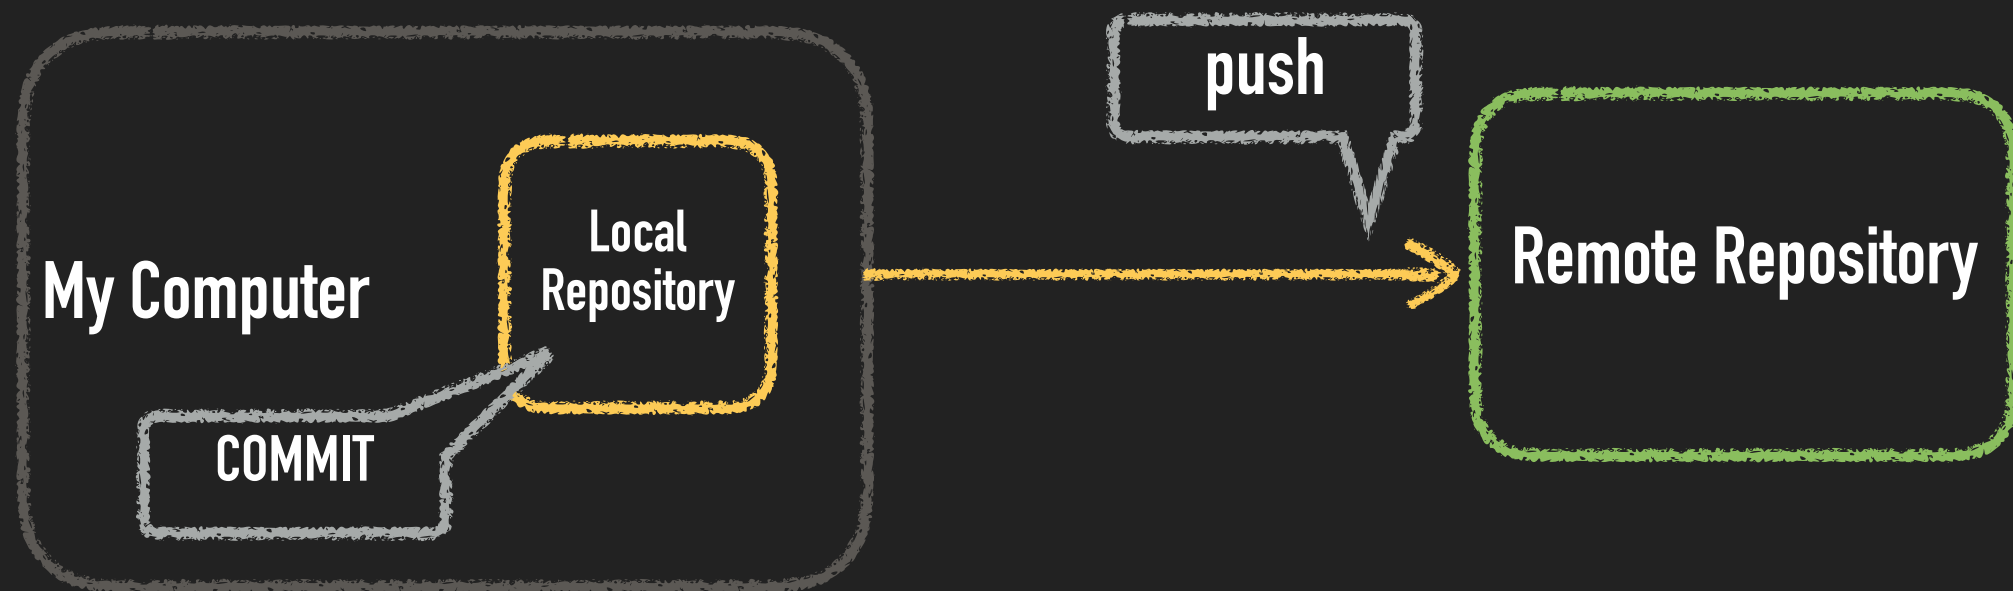 My Computer
Local
Repository
COMMIT
push
Remote Repository